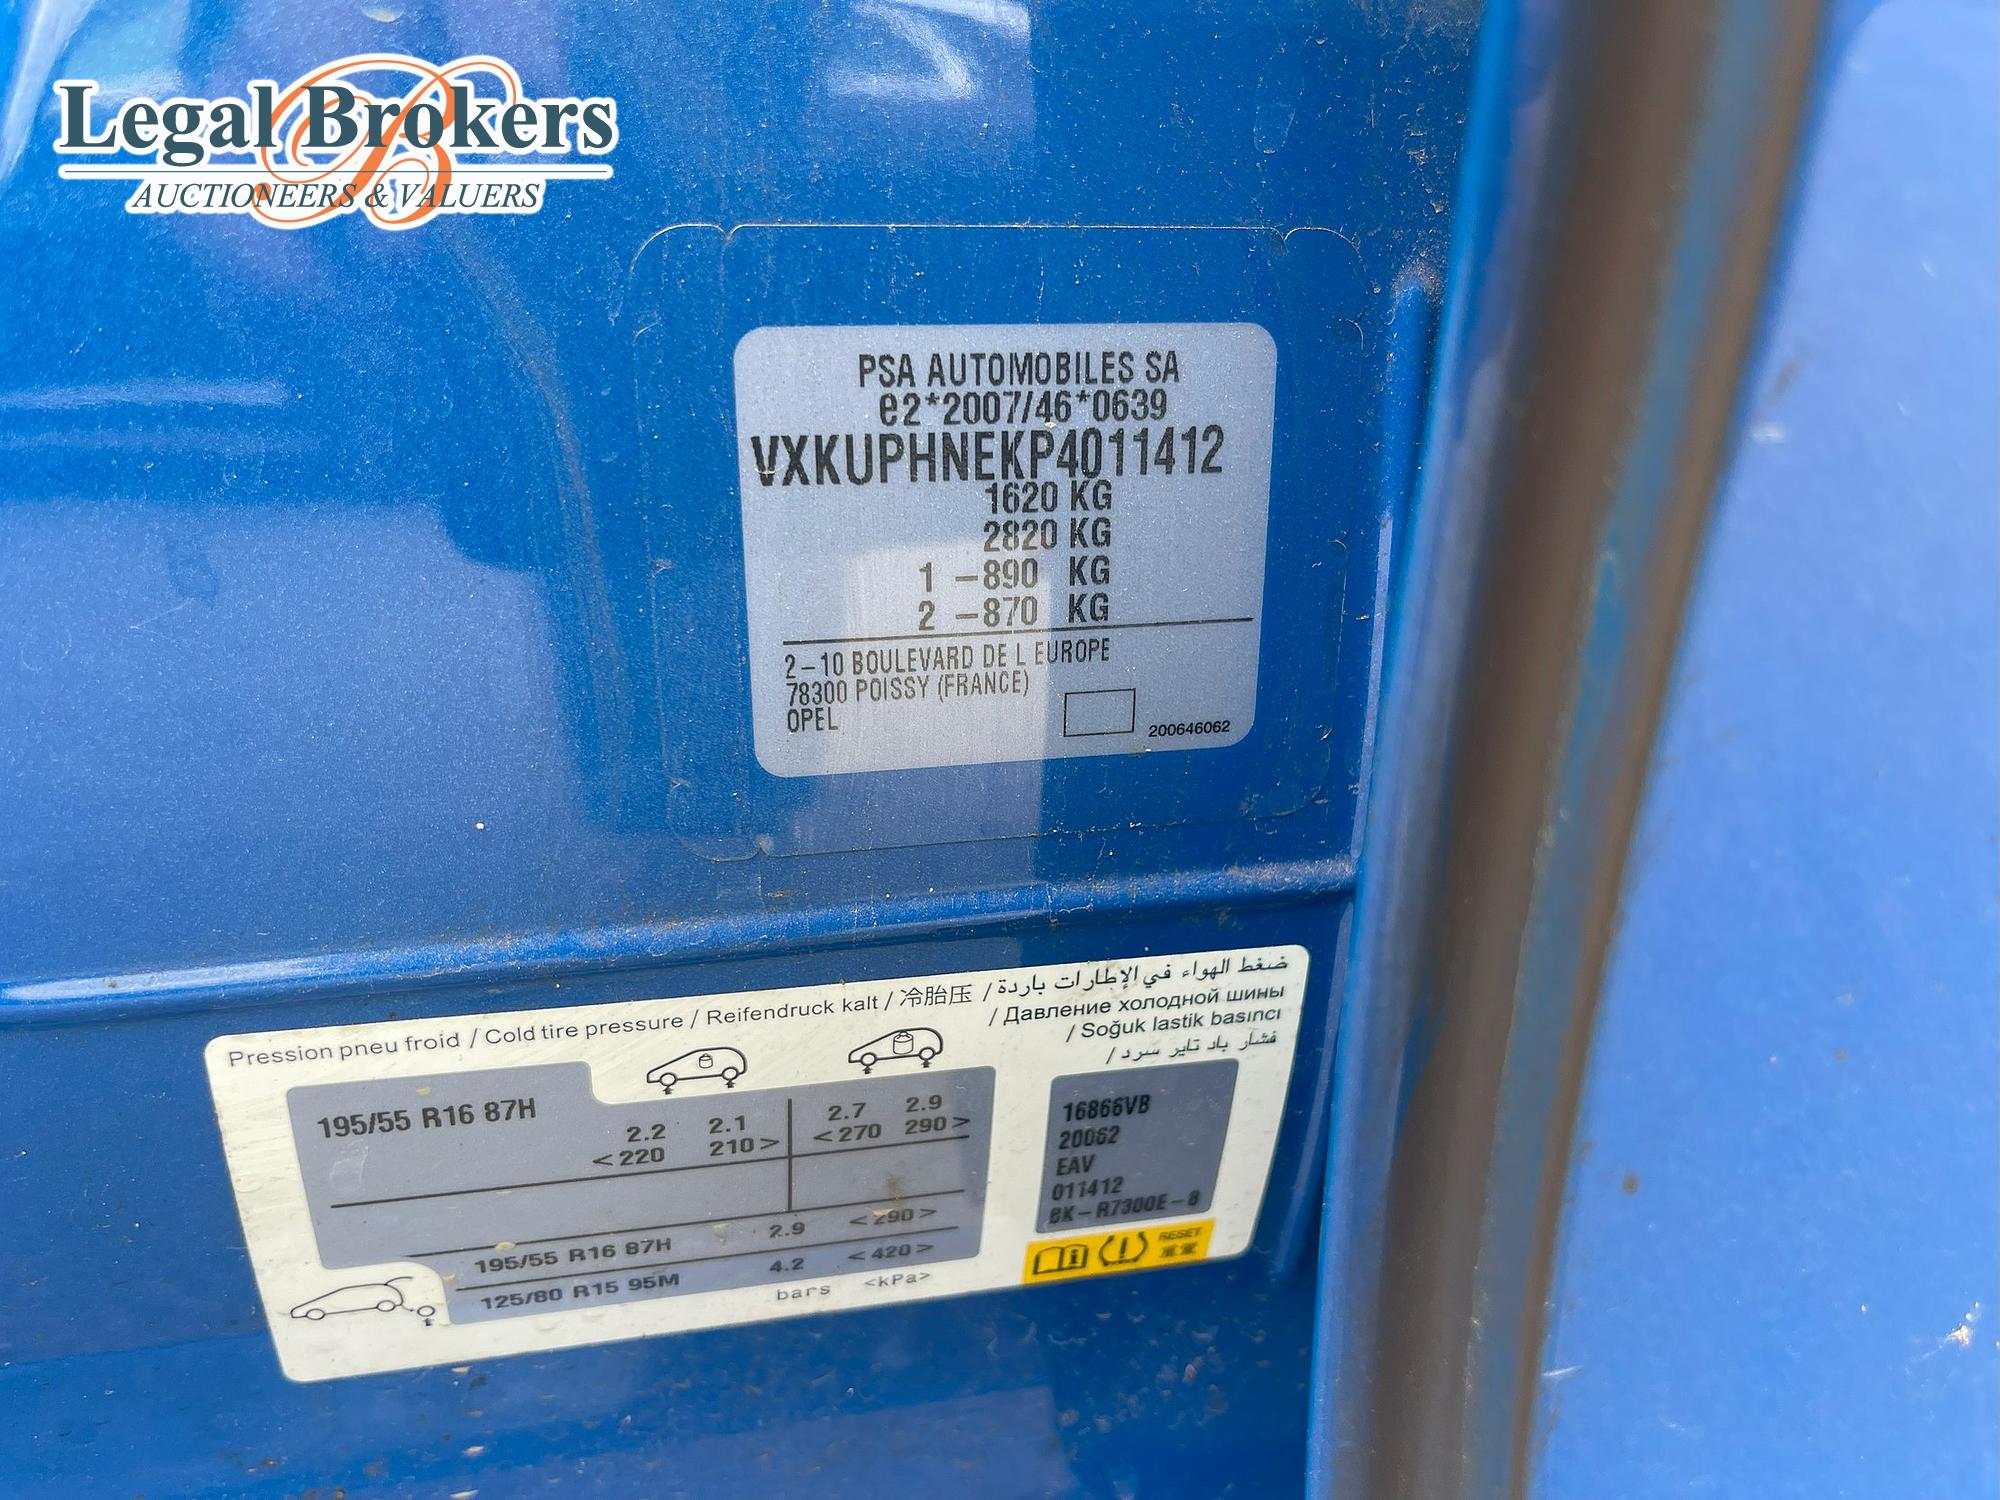 Legal Brokers
AUCTIONEERS & VALUERS
PSA AUTOMOBILES SA
e2*2007/46*0639
VXKUPHNEKP4011412
1620 KG
2820 KG
1 -890 KG
2 -870 KG
2-10 BOULEVARD DE L EUROPE
78300 POISSY (FRANCE)
OPEL
200646062
Pression pneu froid / Cold tire pressure / Reifendruck kalt / 冷胎压 / ضغط الهواء في الإطارات باردة
/ Давление холодной шины
/ Soğuk lastik basıncı
/ فشار باد تایر سرد
195/55 R16 87H
2.2 2.1 2.7 2.9
<220 210> <270 290>
195/55 R16 87H 2.9 <290>
125/80 R15 95M 4.2 <420>
bars <kPa>
16866VB
20062
EAV
011412
BK-R7300E-8
RESET